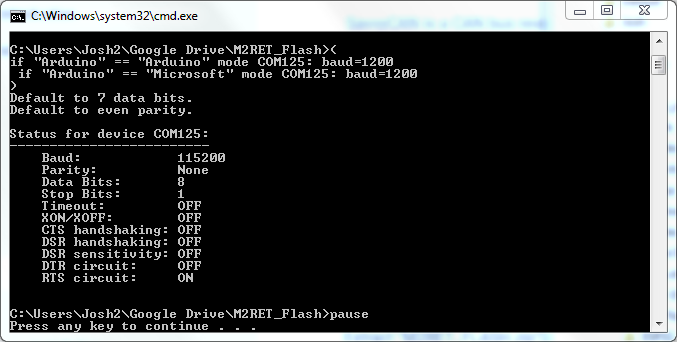 C:\Windows\system32\cmd.exe
C:\Users\Josh2\Google Drive\M2RET_Flash>(
if "Arduino" == "Arduino" mode COM125: baud=1200
 if "Arduino" == "Microsoft" mode COM125: baud=1200
)
Default to 7 data bits.
Default to even parity.
Status for device COM125:
-------------------------
    Baud:            115200
    Parity:          None
    Data Bits:       8
    Stop Bits:       1
    Timeout:         OFF
    XON/XOFF:        OFF
    CTS handshaking: OFF
    DSR handshaking: OFF
    DSR sensitivity: OFF
    DTR circuit:     OFF
    RTS circuit:     ON
C:\Users\Josh2\Google Drive\M2RET_Flash>pause
Press any key to continue . . .